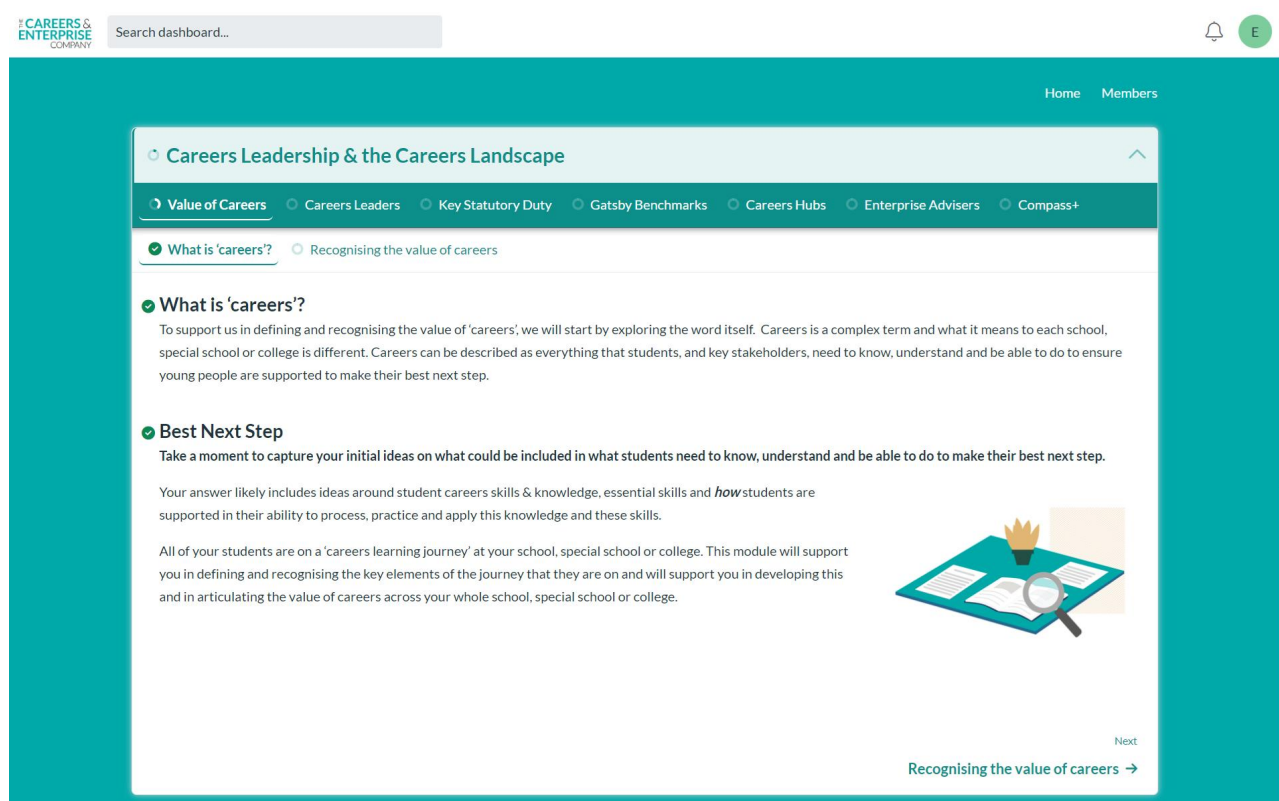 THE CAREERS &
ENTERPRISE
COMPANY
Search dashboard...
E
Home Members
Careers Leadership & the Careers Landscape
Value of Careers Careers Leaders Key Statutory Duty Gatsby Benchmarks Careers Hubs Enterprise Advisers Compass+
What is ‘careers’? Recognising the value of careers
What is ‘careers’?
To support us in defining and recognising the value of ‘careers’, we will start by exploring the word itself. Careers is a complex term and what it means to each school,
special school or college is different. Careers can be described as everything that students, and key stakeholders, need to know, understand and be able to do to ensure
young people are supported to make their best next step.
Best Next Step
Take a moment to capture your initial ideas on what could be included in what students need to know, understand and be able to do to make their best next step.
Your answer likely includes ideas around student careers skills & knowledge, essential skills and how students are
supported in their ability to process, practice and apply this knowledge and these skills.
All of your students are on a ‘careers learning journey’ at your school, special school or college. This module will support
you in defining and recognising the key elements of the journey that they are on and will support you in developing this
and in articulating the value of careers across your whole school, special school or college.
Next
Recognising the value of careers →